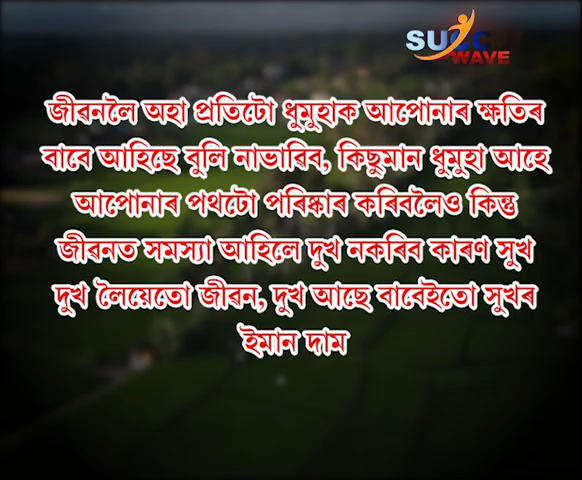 SUCC
WAVE
জীৱনলৈ অহা প্ৰতিটো ধুমুহাক আপোনাৰ ক্ষতিৰ
বাবে আহিছে বুলি নাভাৱিব, কিছুমান ধুমুহা আহে
আপোনাৰ পথটো পৰিষ্কাৰ কৰিবলৈও কিন্তু
জীৱনত সমস্যা আহিলে দুখ নকৰিব কাৰণ সুখ
দুখ লৈয়েতো জীৱন, দুখ আছে বাবেইতো সুখৰ
ইমান দাম